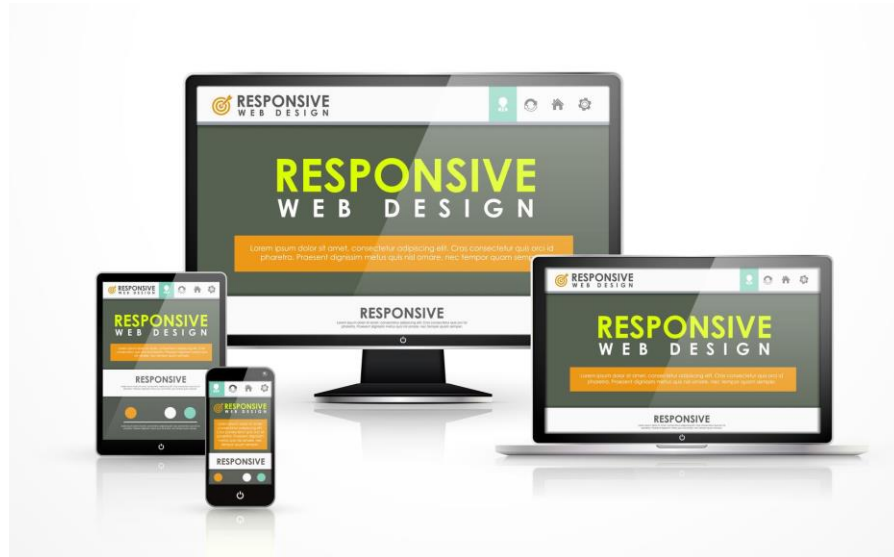 RESPONSIVE
WEB DESIGN
RESPONSIVE
WEB DESIGN
Lorem ipsum dolor sit amet, consectetur adipiscing elit. Cras consectetur quis orci id
pharetra. Praesent dignissim metus quis nisl ornare, nec tempor quam semper.
RESPONSIVE
RESPONSIVE
WEB DESIGN
RESPONSIVE
WEB DESIGN
RESPONSIVE
RESPONSIVE
WEB DESIGN
RESPONSIVE
RESPONSIVE
WEB DESIGN
RESPONSIVE
WEB DESIGN
RESPONSIVE